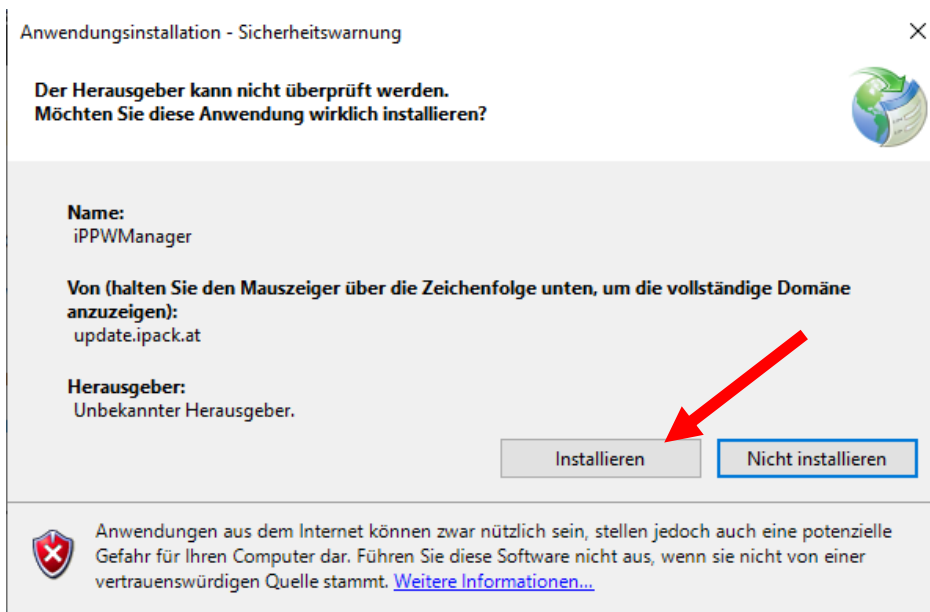 Anwendungsinstallation - Sicherheitswarnung
Der Herausgeber kann nicht überprüft werden.
Möchten Sie diese Anwendung wirklich installieren?
Name:
iPPWManager
Von (halten Sie den Mauszeiger über die Zeichenfolge unten, um die vollständige Domäne
anzuzeigen):
update.ipack.at
Herausgeber:
Unbekannter Herausgeber.
Installieren
Nicht installieren
Anwendungen aus dem Internet können zwar nützlich sein, stellen jedoch auch eine potenzielle
Gefahr für Ihren Computer dar. Führen Sie diese Software nicht aus, wenn sie nicht von einer
vertrauenswürdigen Quelle stammt. Weitere Informationen...